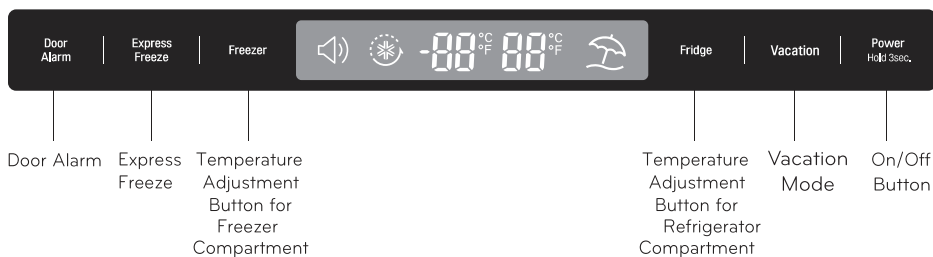 Door
Alarm
Express
Freeze
Freezer
-88°C °F 88°C °F
Fridge
Vacation
Power
Hold 3sec.
Door Alarm
Express
Freeze
Temperature
Adjustment
Button for
Freezer
Compartment
Temperature
Adjustment
Button for
Refrigerator
Compartment
Vacation
Mode
On/Off
Button